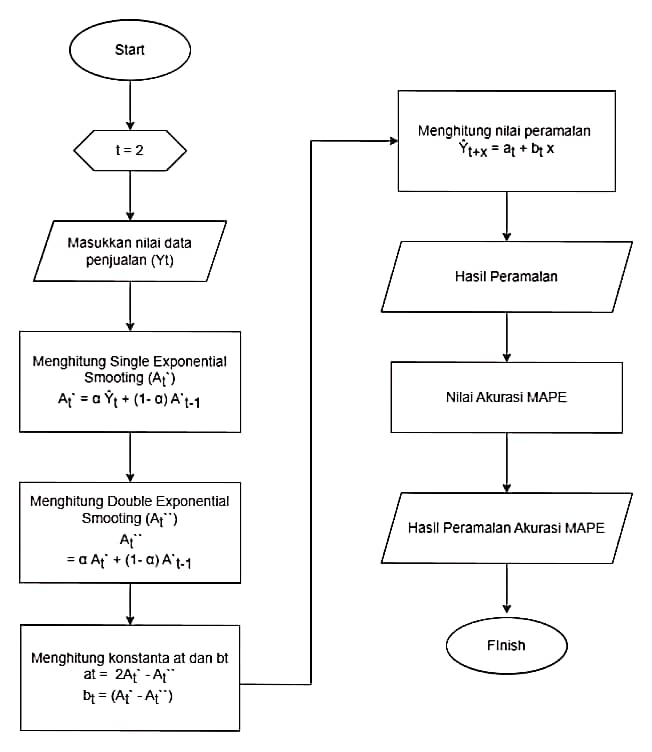 Start
t = 2
Masukkan nilai data
penjualan (Yt)
Menghitung Single Exponential
Smooting (Aₜ`)
Aₜ` = α Ŷₜ + (1- α) A`ₜ₋₁
Menghitung Double Exponential
Smooting (Aₜ``)
Aₜ``
= α Aₜ` + (1- α) A`ₜ₋₁
Menghitung konstanta at dan bt
at = 2Aₜ` - Aₜ``
bₜ = (Aₜ` - Aₜ``)
Menghitung nilai peramalan
Ŷₜ₊ₓ = aₜ + bₜ x
Hasil Peramalan
Nilai Akurasi MAPE
Hasil Peramalan Akurasi MAPE
FInish